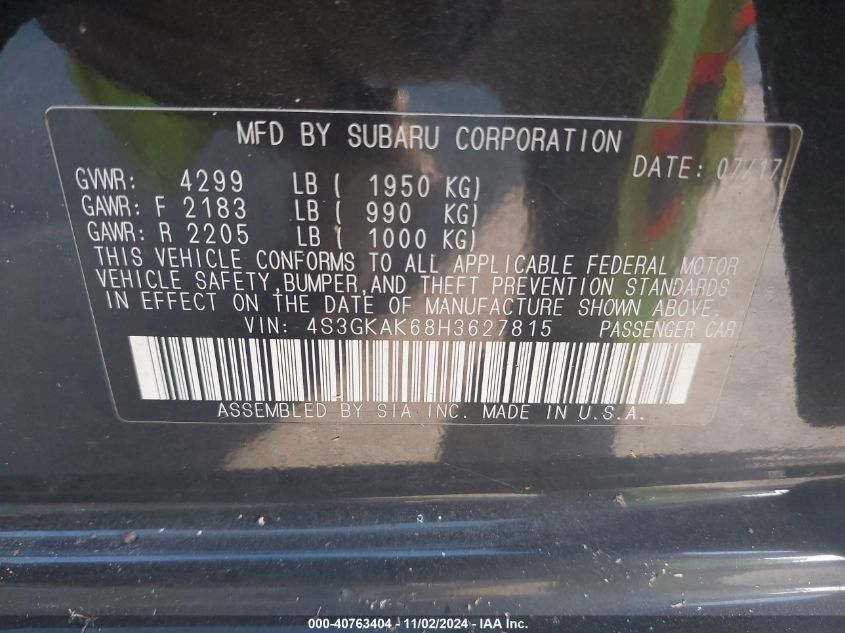 MFD BY SUBARU CORPORATION
DATE: 07/17
GVWR: 4299 LB ( 1950 KG)
GAWR: F 2183 LB ( 990 KG)
GAWR: R 2205 LB ( 1000 KG)
THIS VEHICLE CONFORMS TO ALL APPLICABLE FEDERAL MOTOR
VEHICLE SAFETY,BUMPER,AND THEFT PREVENTION STANDARDS
IN EFFECT ON THE DATE OF MANUFACTURE SHOWN ABOVE.
VIN: 4S3GKAK68H3627815 PASSENGER CAR
ASSEMBLED BY SIA INC. MADE IN U.S.A.
000-40763404 - 11/02/2024 - IAA Inc.